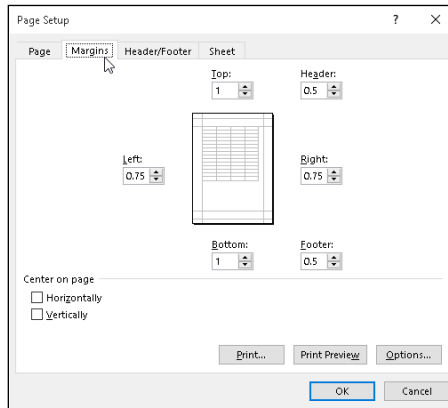 Page Setup ? ×
Page Margins Header/Footer Sheet
Top: Header:
1 0.5
Left: Right:
0.75 0.75
Bottom: Footer:
1 0.5
Center on page
Horizontally
Vertically
Print... Print Preview Options...
OK Cancel